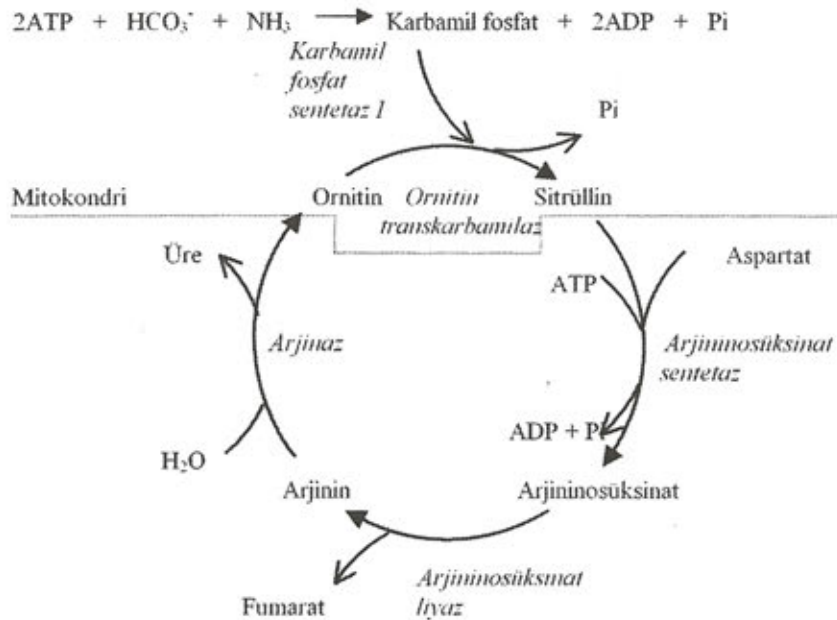 2ATP + HCO₃⁻ + NH₃ → Karbamil fosfat + 2ADP + Pi
Karbamil
fosfat
sentetaz I
Pi
Mitokondri
Ornitin
Ornitin
transkarbamilaz
Sitrüllin
Üre
ATP
Aspartat
Arjinaz
Arjininosüksinat
sentetaz
ADP + Pi
H₂O
Arjinin
Arjininosüksinat
Fumarat
Arjininosüksinat
liyaz